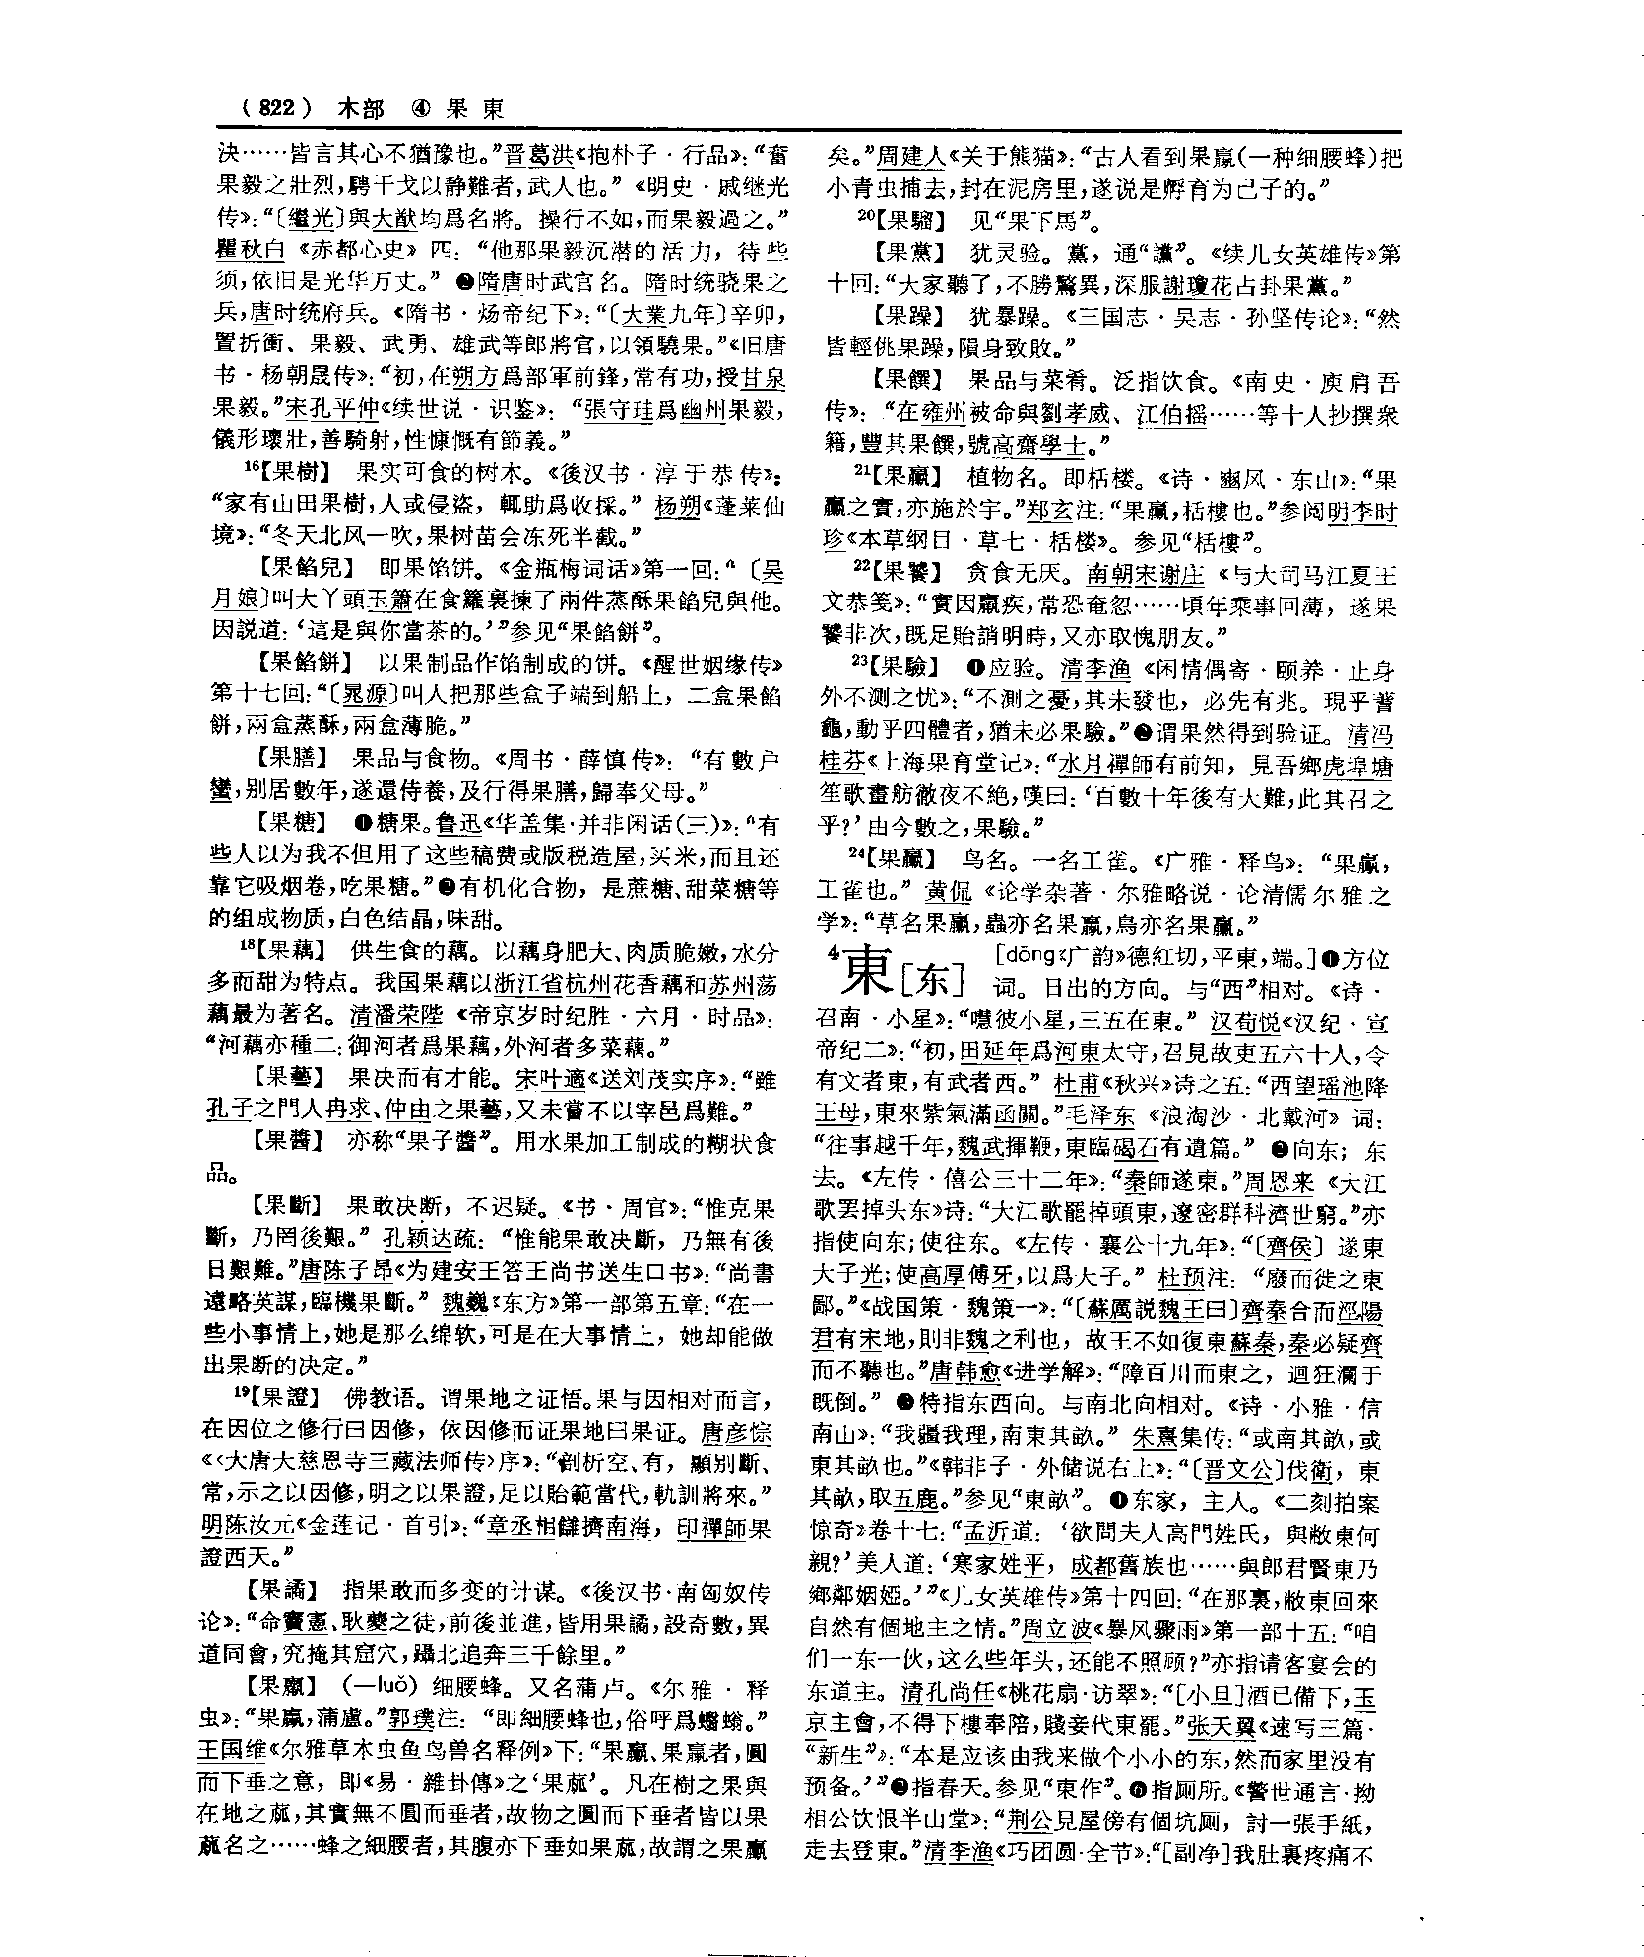 (822) 木部 ④ 果 東
決……皆言其心不猶豫也。”晋葛洪《抱朴子·行品》：“奮
果毅之壯烈，騁干戈以静難者，武人也。”《明史·戚继光
传》：“〔繼光〕與大猷均爲名將。操行不如，而果毅過之。”
瞿秋白《赤都心史》四：“他那果毅沉潜的活力，待些
须，依旧是光华万丈。”❷隋唐时武官名。隋时统骁果之
兵，唐时统府兵。《隋书·炀帝纪下》：“〔大業九年〕辛卯，
置折衝、果毅、武勇、雄武等郎將官，以領驍果。”《旧唐
书·杨朝晟传》：“初，在朔方爲部軍前鋒，常有功，授甘泉
果毅。”宋孔平仲《续世说·识鉴》：“張守珪爲幽州果毅，
儀形瓌壯，善騎射，性慷慨有節義。”
16【果樹】 果实可食的树木。《後汉书·淳于恭传》：
“家有山田果樹，人或侵盜，輒助爲收採。”杨朔《蓬莱仙
境》：“冬天北风一吹，果树苗会冻死半截。”
【果餡兒】 即果馅饼。《金瓶梅词话》第一回：“〔吴
月娘〕叫大丫頭玉簫在食籮裏揀了兩件蒸酥果餡兒與他。
因説道：‘這是與你當茶的。’”参见“果餡餅”。
【果餡餅】 以果制品作馅制成的饼。《醒世姻缘传》
第十七回：“〔晁源〕叫人把那些盒子端到船上，二盒果餡
餅，兩盒蒸酥，兩盒薄脆。”
【果膳】 果品与食物。《周书·薛慎传》：“有數户
蠻，别居數年，遂還侍養，及行得果膳，歸奉父母。”
【果糖】 ❶糖果。鲁迅《华盖集·并非闲话（三）》：“有
些人以为我不但用了这些稿费或版税造屋，买米，而且还
靠它吸烟卷，吃果糖。”❷有机化合物，是蔗糖、甜菜糖等
的组成物质，白色结晶，味甜。
18【果藕】 供生食的藕。以藕身肥大、肉质脆嫩，水分
多而甜为特点。我国果藕以浙江省杭州花香藕和苏州荡
藕最为著名。清潘荣陛《帝京岁时纪胜·六月·时品》：
“河藕亦種二：御河者爲果藕，外河者多菜藕。”
【果藝】 果决而有才能。宋叶適《送刘茂实序》：“雖
孔子之門人冉求、仲由之果藝，又未嘗不以宰邑爲難。”
【果醬】 亦称“果子醬”。用水果加工制成的糊状食
品。
【果斷】 果敢决断，不迟疑。《书·周官》：“惟克果
斷，乃罔後艱。”孔颖达疏：“惟能果敢决斷，乃無有後
日艱難。”唐陈子昂《为建安王答王尚书送生口书》：“尚書
遠略英謀，臨機果斷。”魏巍《东方》第一部第五章：“在一
些小事情上，她是那么绵软，可是在大事情上，她却能做
出果断的决定。”
19【果證】 佛教语。谓果地之证悟。果与因相对而言，
在因位之修行曰因修，依因修而证果地曰果证。唐彦悰
《〈大唐大慈恩寺三藏法师传〉序》：“剖析空、有，顯别斷、
常，示之以因修，明之以果證，足以貽範當代，軌訓將來。”
明陈汝元《金莲记·首引》：“章丞相讎擠南海，印禪師果
證西天。”
【果譎】 指果敢而多变的计谋。《後汉书·南匈奴传
论》：“命竇憲、耿夔之徒，前後並進，皆用果譎，設奇數，異
道同會，究掩其窟穴，躡北追奔三千餘里。”
【果蠃】 （—luǒ）细腰蜂。又名蒲卢。《尔雅·释
虫》：“果蠃，蒲盧。”郭璞注：“即細腰蜂也，俗呼爲蠮螉。”
王国维《尔雅草木虫鱼鸟兽名释例》下：“果蠃、果臝者，圓
而下垂之意，即《易·雜卦傳》之‘果蓏’。凡在樹之果與
在地之蓏，其實無不圓而垂者，故物之圓而下垂者皆以果
蓏名之……蜂之細腰者，其腹亦下垂如果蓏，故謂之果蠃
矣。”周建人《关于熊猫》：“古人看到果蠃（一种细腰蜂）把
小青虫捕去，封在泥房里，遂说是孵育为己子的。”
20【果騮】 见“果下馬”。
【果黨】 犹灵验。黨，通“讜”。《续儿女英雄传》第
十回：“大家聽了，不勝驚異，深服謝瓊花占卦果黨。”
【果躁】 犹暴躁。《三国志·吴志·孙坚传论》：“然
皆輕佻果躁，隕身致敗。”
【果饌】 果品与菜肴。泛指饮食。《南史·庾肩吾
传》：“在雍州被命與劉孝威、江伯摇……等十人抄撰衆
籍，豐其果饌，號高齋學士。”
21【果臝】 植物名。即栝楼。《诗·豳风·东山》：“果
臝之實，亦施於宇。”郑玄注：“果臝，栝樓也。”参阅明李时
珍《本草纲目·草七·栝楼》。参见“栝樓”。
22【果饕】 贪食无厌。南朝宋谢庄《与大司马江夏王
文恭笺》：“實因羸疾，常恐奄忽……頃年乘事回薄，遂果
饕非次，既足貽誚明時，又亦取愧朋友。”
23【果驗】 ❶应验。清李渔《闲情偶寄·颐养·止身
外不测之忧》：“不測之憂，其未發也，必先有兆。現乎蓍
龜，動乎四體者，猶未必果驗。”❷谓果然得到验证。清冯
桂芬《上海果育堂记》：“水月禪師有前知，見吾鄉虎埠塘
笙歌畫舫徹夜不絶，嘆曰：‘百數十年後有大難，此其召之
乎？’由今數之，果驗。”
24【果鸁】 鸟名。一名工雀。《广雅·释鸟》：“果鸁，
工雀也。”黄侃《论学杂著·尔雅略说·论清儒尔雅之
学》：“草名果臝，蟲亦名果蠃，鳥亦名果鸁。”
4東［东］ ［dōng《广韵》德紅切，平東，端。］❶方位
词。日出的方向。与“西”相对。《诗·
召南·小星》：“嘒彼小星，三五在東。”汉荀悦《汉纪·宣
帝纪二》：“初，田延年爲河東太守，召見故吏五六十人，令
有文者東，有武者西。”杜甫《秋兴》诗之五：“西望瑶池降
王母，東來紫氣滿函關。”毛泽东《浪淘沙·北戴河》词：
“往事越千年，魏武揮鞭，東臨碣石有遺篇。”❷向东；东
去。《左传·僖公三十二年》：“秦師遂東。”周恩来《大江
歌罢掉头东》诗：“大江歌罷掉頭東，邃密群科濟世窮。”亦
指使向东；使往东。《左传·襄公十九年》：“〔齊侯〕遂東
大子光；使高厚傅牙，以爲大子。”杜预注：“廢而徙之東
鄙。”《战国策·魏策一》：“〔蘇厲説魏王曰〕齊秦合而涇陽
君有宋地，則非魏之利也，故王不如復東蘇秦，秦必疑齊
而不聽也。”唐韩愈《进学解》：“障百川而東之，迴狂瀾于
既倒。”❸特指东西向。与南北向相对。《诗·小雅·信
南山》：“我疆我理，南東其畝。”朱熹集传：“或南其畝，或
東其畝也。”《韩非子·外储说右上》：“〔晋文公〕伐衛，東
其畝，取五鹿。”参见“東畝”。❹东家，主人。《二刻拍案
惊奇》卷十七：“孟沂道：‘欲問夫人高門姓氏，與敝東何
親？’美人道：‘寒家姓平，成都舊族也……與郎君賢東乃
鄉鄰姻婭。’”《儿女英雄传》第十四回：“在那裏，敝東回來
自然有個地主之情。”周立波《暴风骤雨》第一部十五：“咱
们一东一伙，这么些年头，还能不照顾？”亦指请客宴会的
东道主。清孔尚任《桃花扇·访翠》：“［小旦］酒已備下，玉
京主會，不得下樓奉陪，賤妾代東罷。”张天翼《速写三篇·
“新生”》：“本是应该由我来做个小小的东，然而家里没有
预备。’”❺指春天。参见“東作”。❻指厕所。《警世通言·拗
相公饮恨半山堂》：“荆公見屋傍有個坑厕，討一張手紙，
走去登東。”清李渔《巧团圆·全节》：“［副净］我肚裏疼痛不